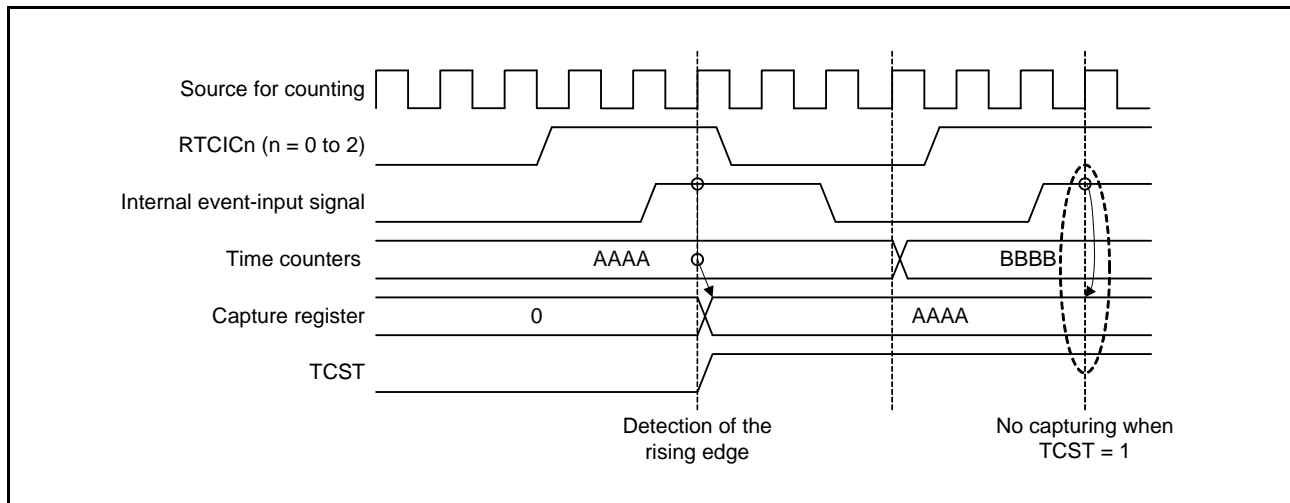 Source for counting
RTCICn (n = 0 to 2)
Internal event-input signal
Time counters
AAAA
BBBB
Capture register
0
AAAA
TCST
Detection of the
rising edge
No capturing when
TCST = 1